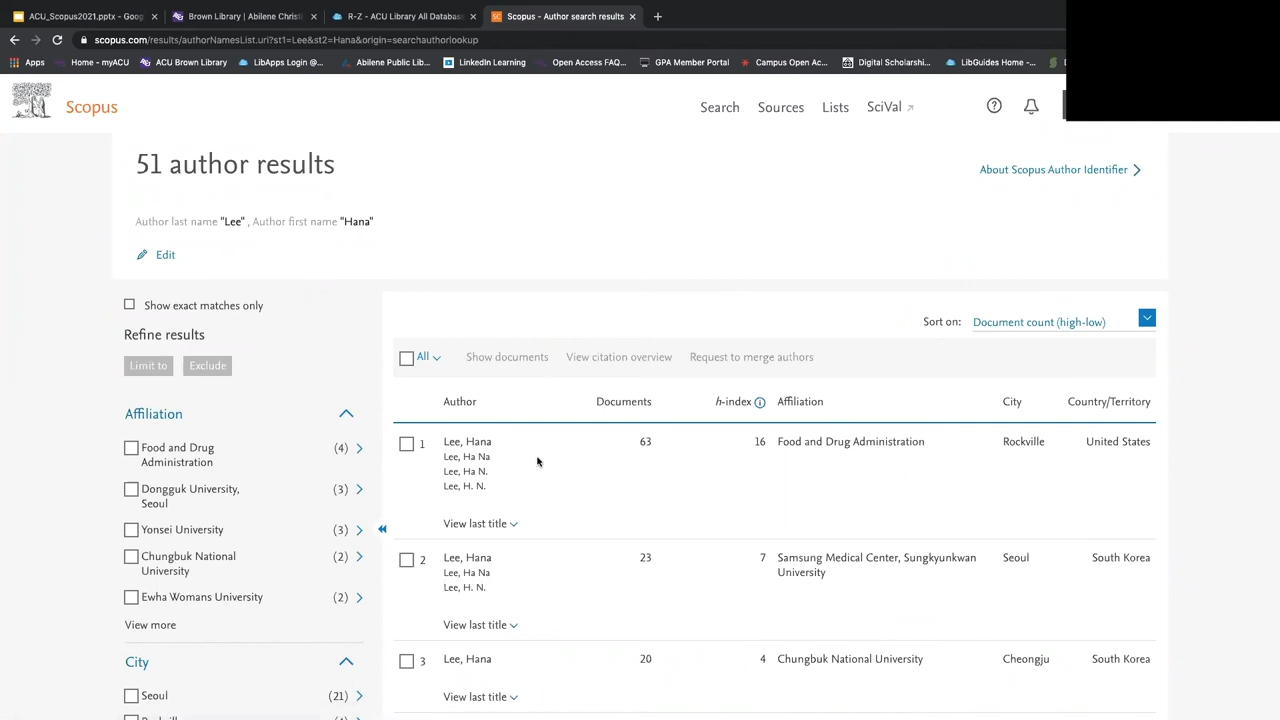 ACU_Scopus2021.pptx - Goog
Brown Library | Abilene Christi
R-Z - ACU Library All Databas
Scopus - Author search results
scopus.com/results/authorNamesList.uri?st1=Lee&st2=Hana&origin=searchauthorlookup
Apps
Home - myACU
ACU Brown Library
LibApps Login @...
Abilene Public Lib...
LinkedIn Learning
Open Access FAQ...
GPA Member Portal
Campus Open Ac...
Digital Scholarshi...
LibGuides Home -...
Scopus
Search
Sources
Lists
SciVal
51 author results
About Scopus Author Identifier
Author last name "Lee" , Author first name "Hana"
Edit
Show exact matches only
Refine results
Limit to
Exclude
Affiliation
Food and Drug
Administration
(4)
Dongguk University,
Seoul
(3)
Yonsei University
(3)
Chungbuk National
University
(2)
Ewha Womans University
(2)
View more
City
Seoul
(21)
Sort on:
Document count (high-low)
All
Show documents
View citation overview
Request to merge authors
Author
Documents
h-index
Affiliation
City
Country/Territory
1
Lee, Hana
Lee, Ha Na
Lee, Ha N.
Lee, H. N.
63
16
Food and Drug Administration
Rockville
United States
View last title
2
Lee, Hana
Lee, Ha Na
Lee, H. N.
23
7
Samsung Medical Center, Sungkyunkwan
University
Seoul
South Korea
View last title
3
Lee, Hana
20
4
Chungbuk National University
Cheongju
South Korea
View last title